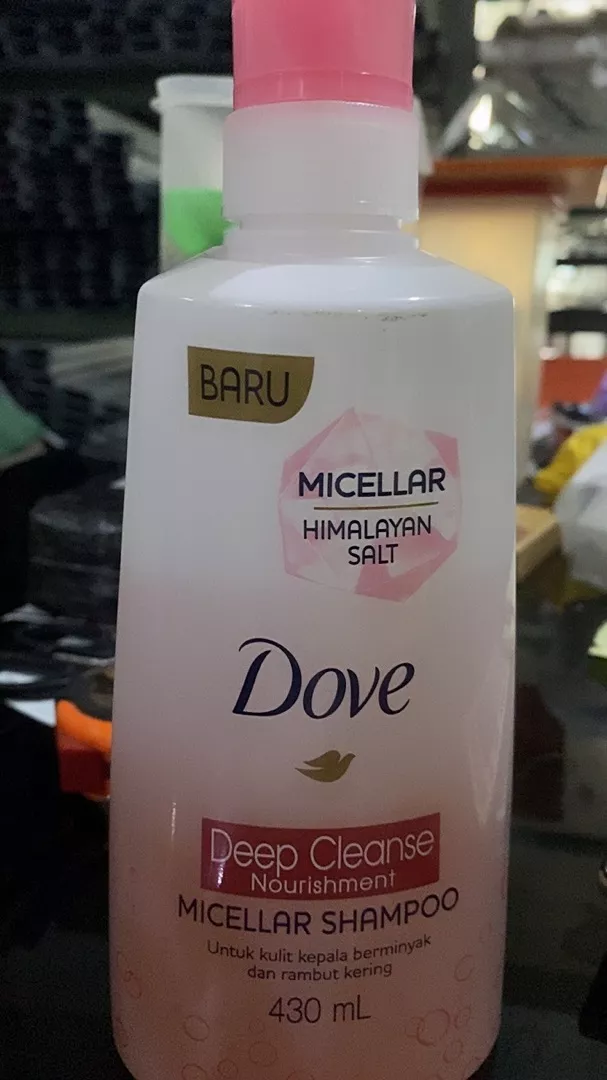 BARU
MICELLAR
HIMALAYAN
SALT
Dove
Deep Cleanse
Nourishment
MICELLAR SHAMPOO
Untuk kulit kepala berminyak
dan rambut kering
430 mL